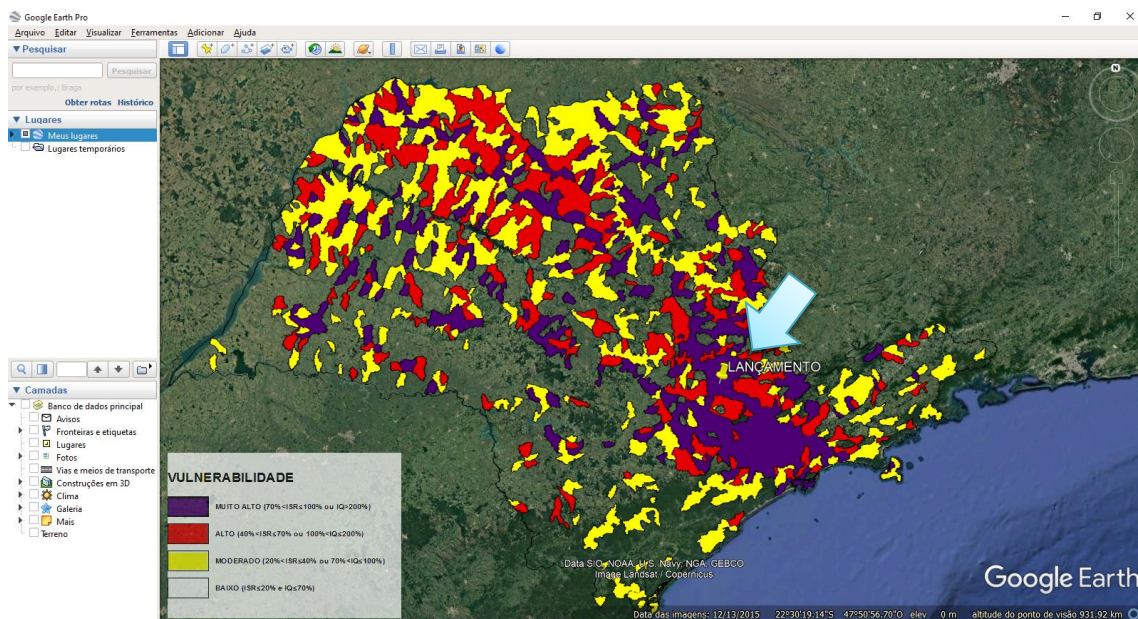 Google Earth Pro
Arquivo Editar Visualizar Ferramentas Adicionar Ajuda
Pesquisar
Pesquisar
por exemplo,: Braga
Obter rotas Histórico
Lugares
Meus lugares
Lugares temporários
Camadas
Banco de dados principal
Avisos
Fronteiras e etiquetas
Lugares
Fotos
Vias e meios de transporte
Construções em 3D
Clima
Galeria
Mais
Terreno
N
LANÇAMENTO
VULNERABILIDADE
MUITO ALTO (70%<ISR≤100% ou IQ>200%)
ALTO (40%<ISR≤70% ou 100%<IQ≤200%)
MODERADO (20%<ISR≤40% ou 70%<IQ≤100%)
BAIXO (ISR≤20% e IQ≤70%)
Data SIO, NOAA, U.S. Navy, NGA, GEBCO
Image Landsat / Copernicus
Google Earth
Data das imagens: 12/13/2015 22°30'19.14"S 47°50'56.70"O elev 0 m altitude do ponto de visão 931.92 km